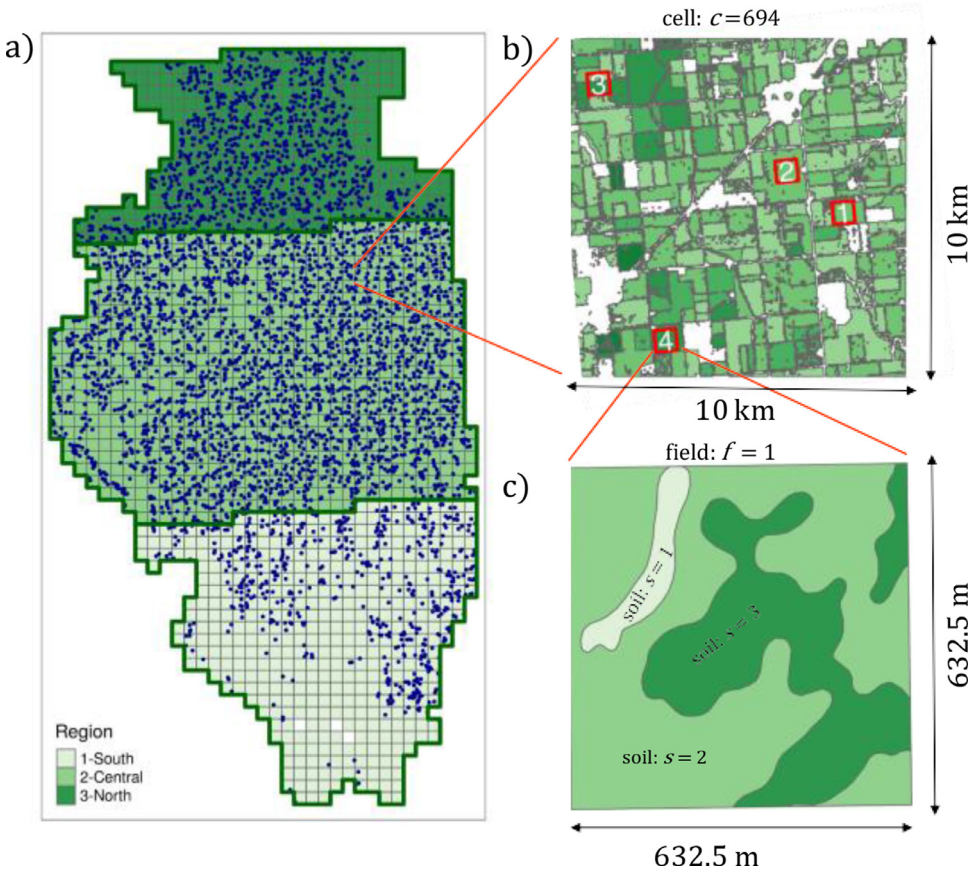 a)
Region
1-South
2-Central
3-North
b)
cell: c=694
3
2
1
4
10 km
10 km
c)
field: f = 1
soil: s = 1
soil: s = 3
soil: s = 2
632.5 m
632.5 m